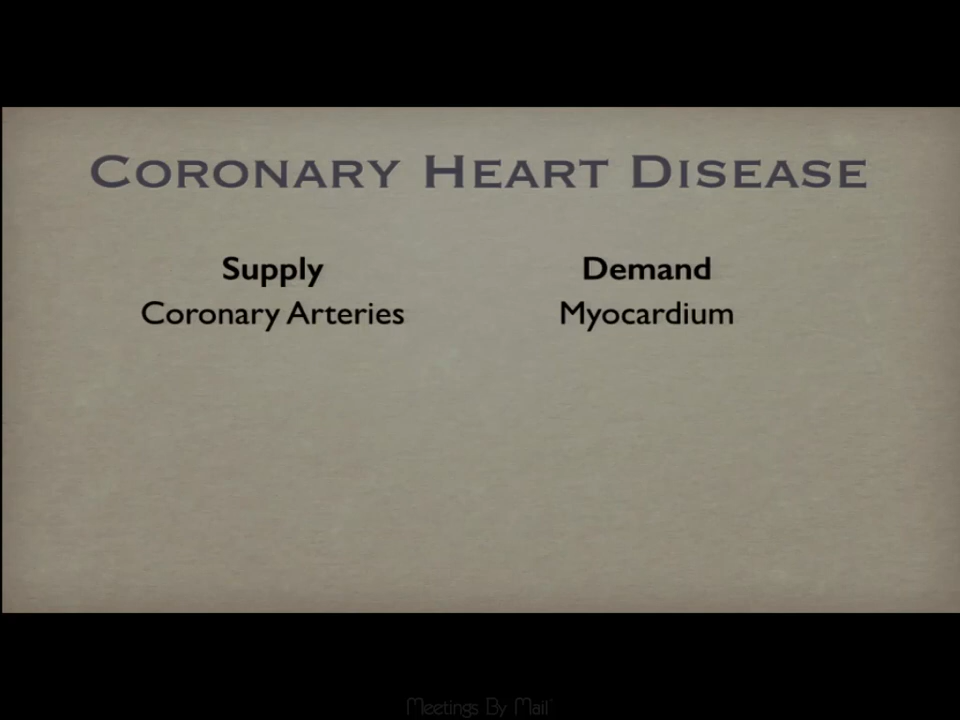 CORONARY HEART DISEASE
Supply
Coronary Arteries
Demand
Myocardium
Meetings By Mail